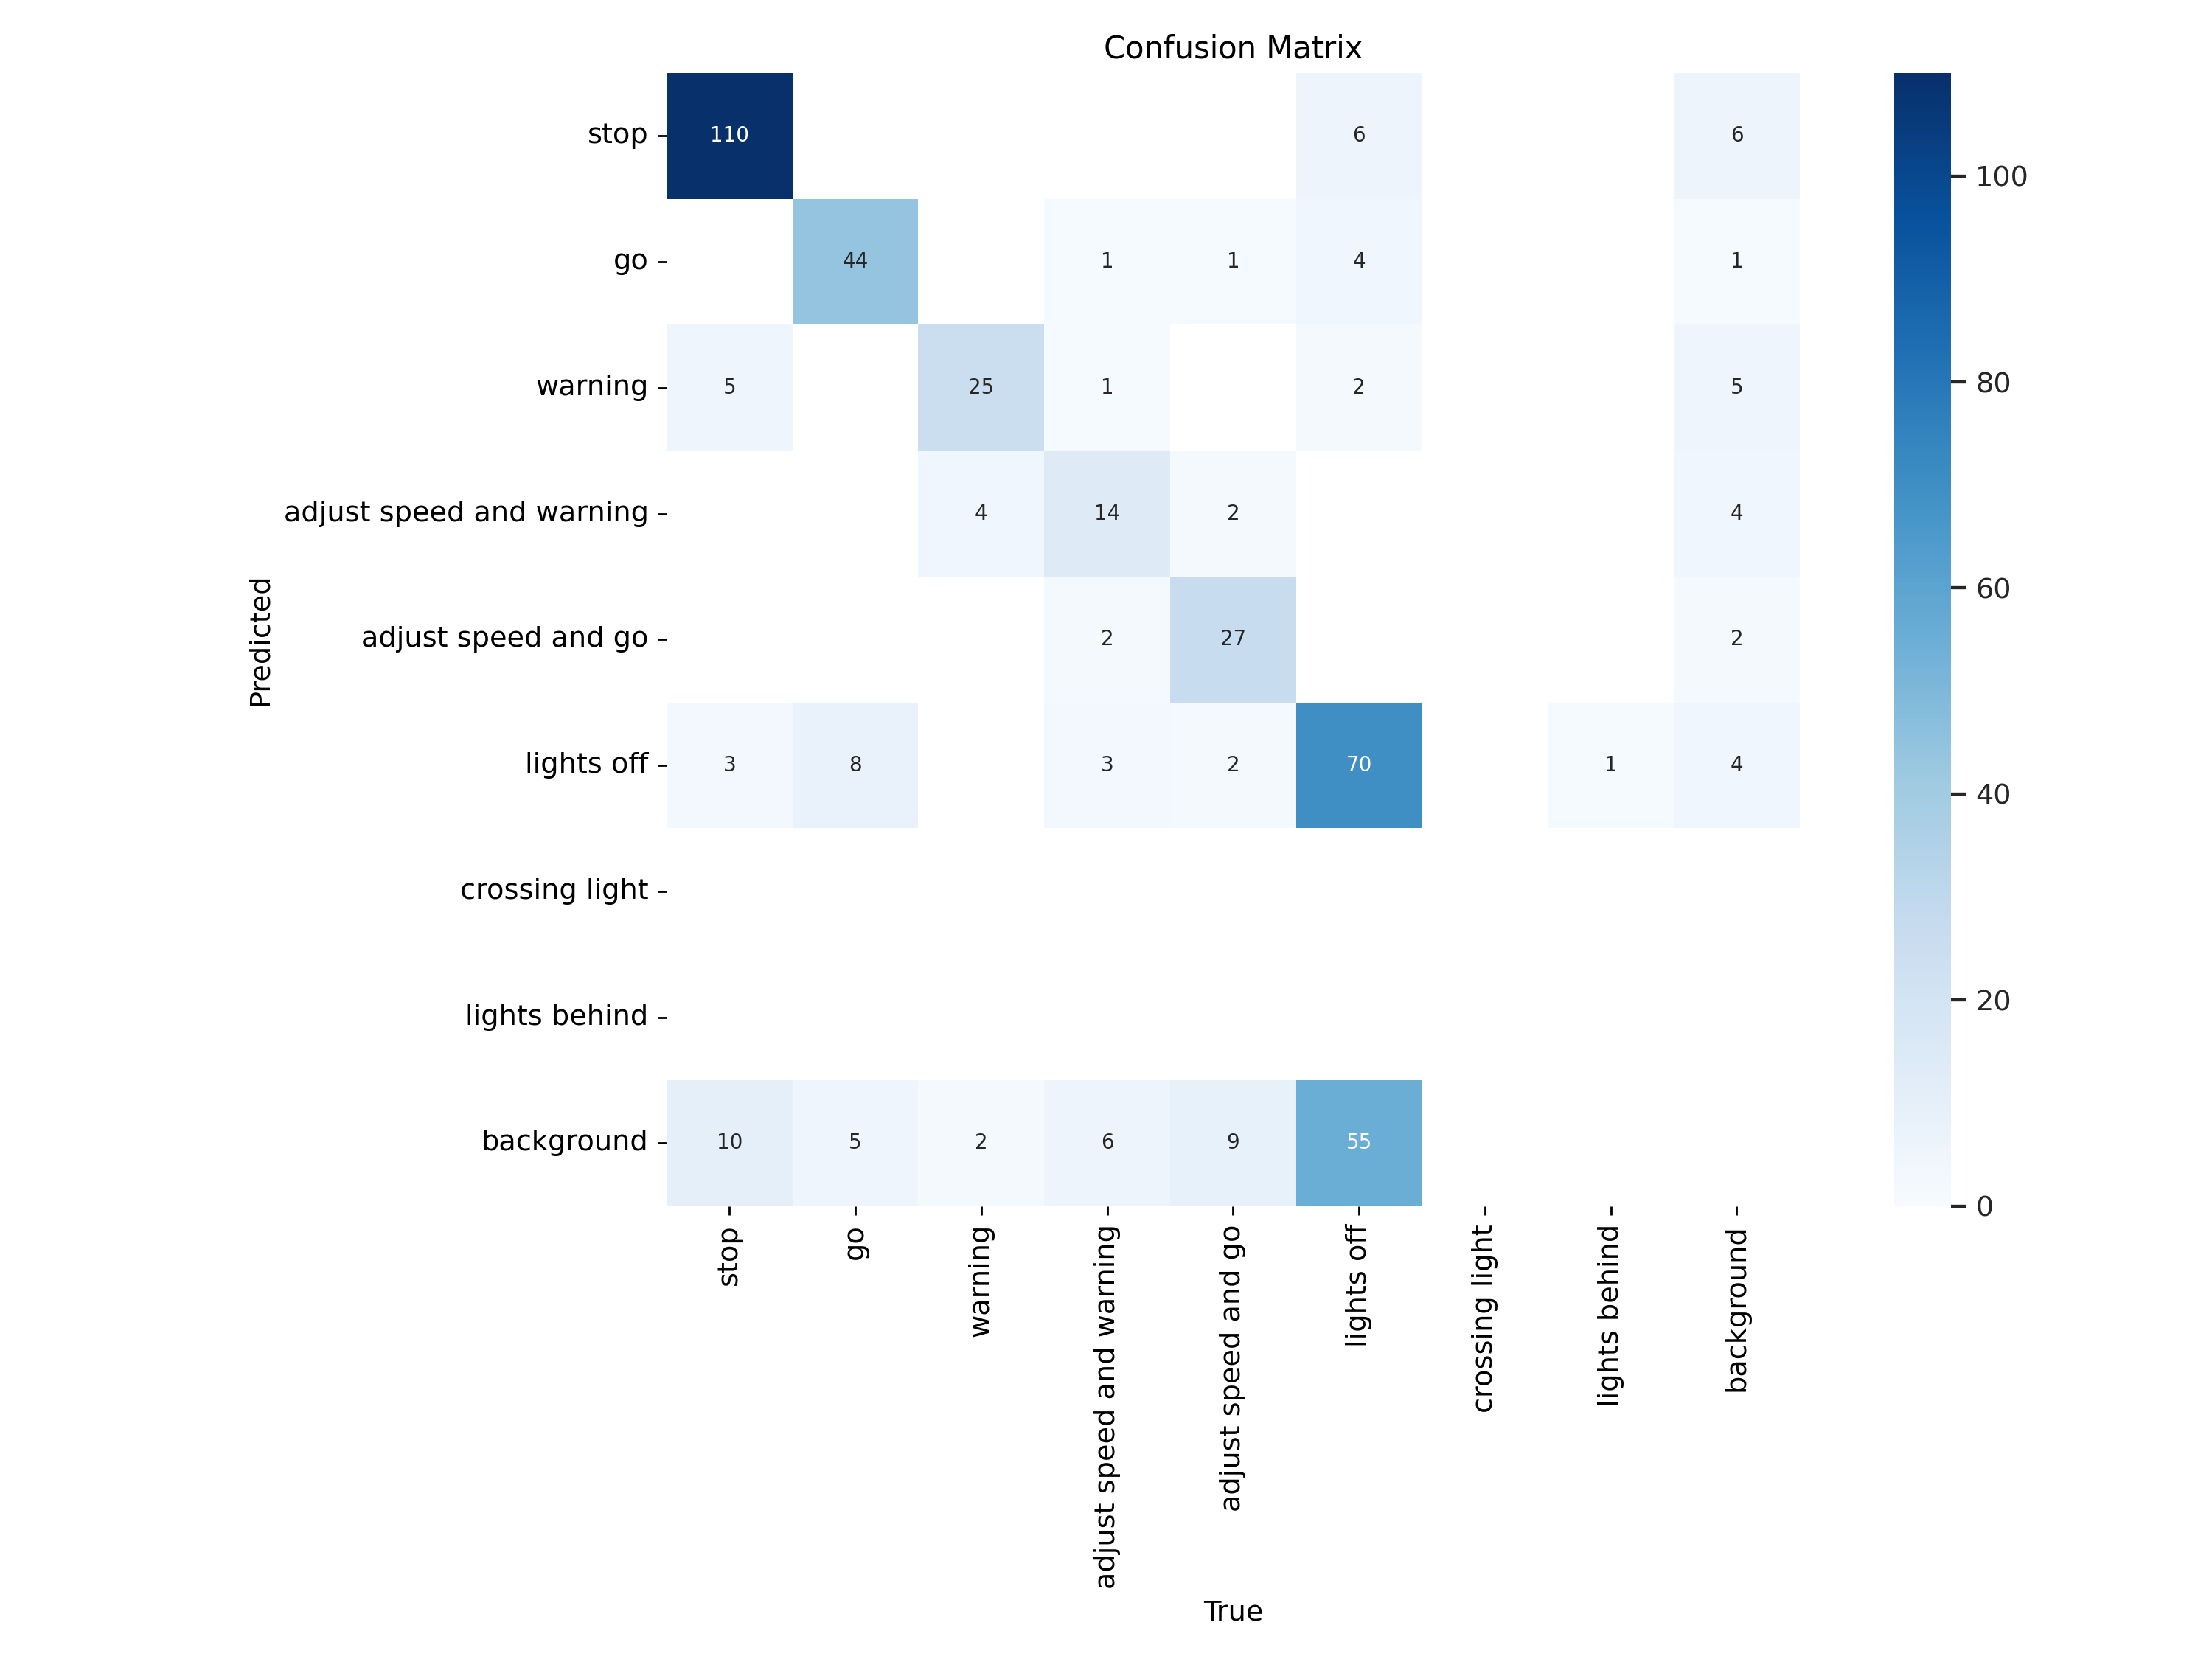 Confusion Matrix
stop 110 6 6
go 44 1 1 4 1
warning 5 25 1 2 5
adjust speed and warning 4 14 2 4
adjust speed and go 2 27 2
lights off 3 8 3 2 70 1 4
crossing light
lights behind
background 10 5 2 6 9 55
Predicted
stop
go
warning
adjust speed and warning
adjust speed and go
lights off
crossing light
lights behind
background
True
100
80
60
40
20
0